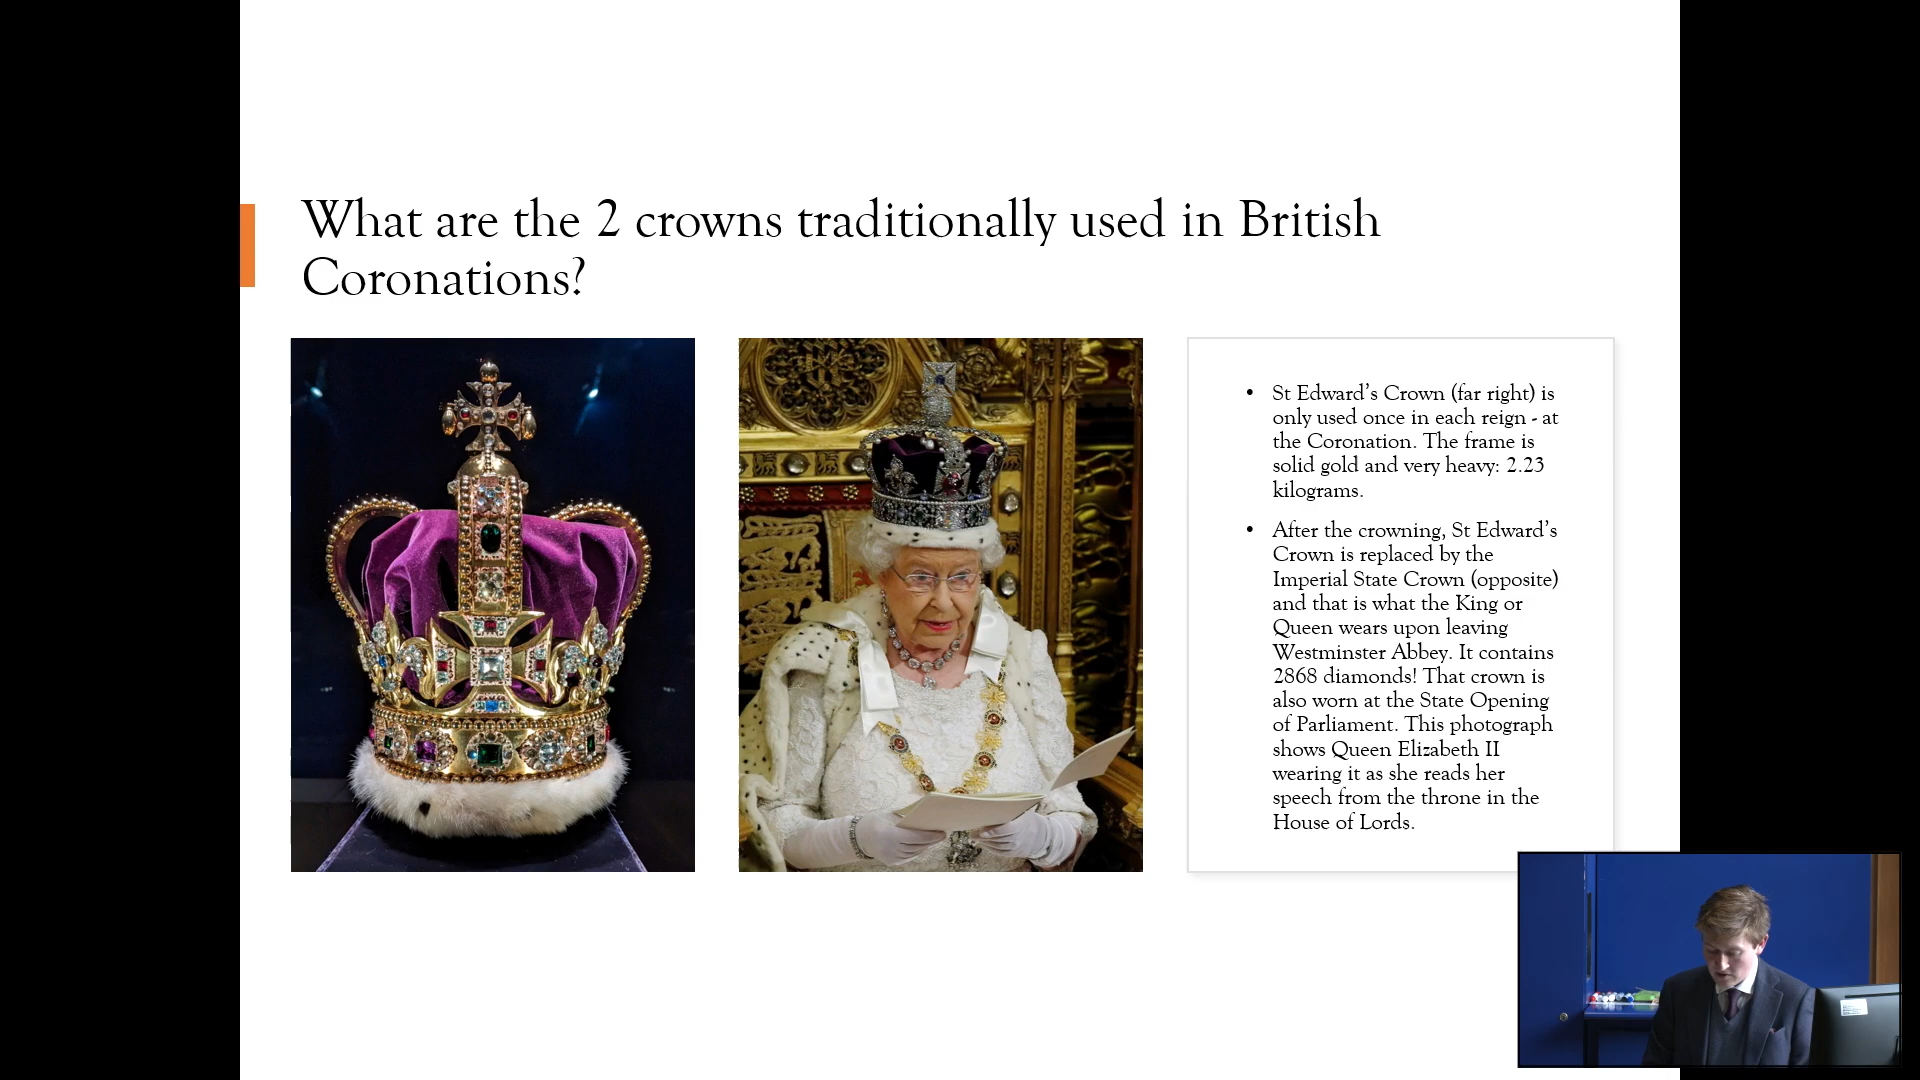 What are the 2 crowns traditionally used in British
Coronations?
• St Edward’s Crown (far right) is
only used once in each reign - at
the Coronation. The frame is
solid gold and very heavy: 2.23
kilograms.
• After the crowning, St Edward’s
Crown is replaced by the
Imperial State Crown (opposite)
and that is what the King or
Queen wears upon leaving
Westminster Abbey. It contains
2868 diamonds! That crown is
also worn at the State Opening
of Parliament. This photograph
shows Queen Elizabeth II
wearing it as she reads her
speech from the throne in the
House of Lords.